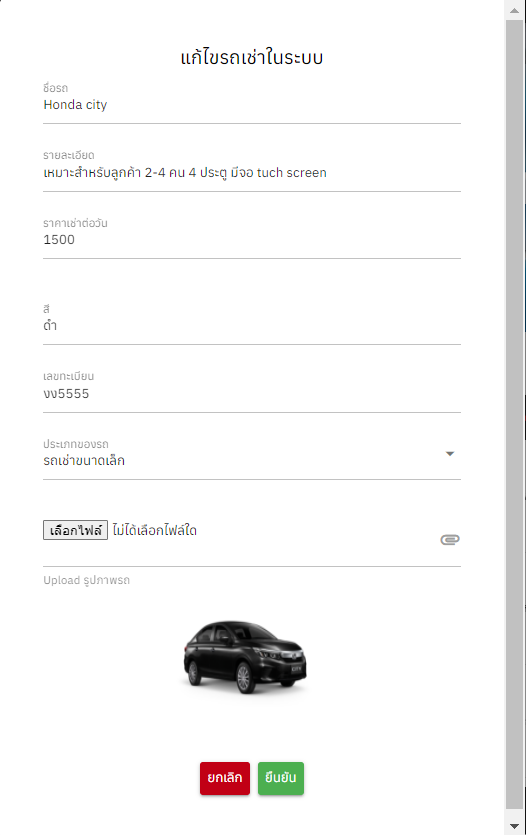 แก้ไขรถเช่าในระบบ
ชื่อรถ
Honda city
รายละเอียด
เหมาะสำหรับลูกค้า 2-4 คน 4 ประตู มีจอ tuch screen
ราคาเช่าต่อวัน
1500
สี
ดำ
เลขทะเบียน
งง5555
ประเภทของรถ
รถเช่าขนาดเล็ก
เลือกไฟล์ ไม่ได้เลือกไฟล์ใด
Upload รูปภาพรถ
ยกเลิก ยืนยัน